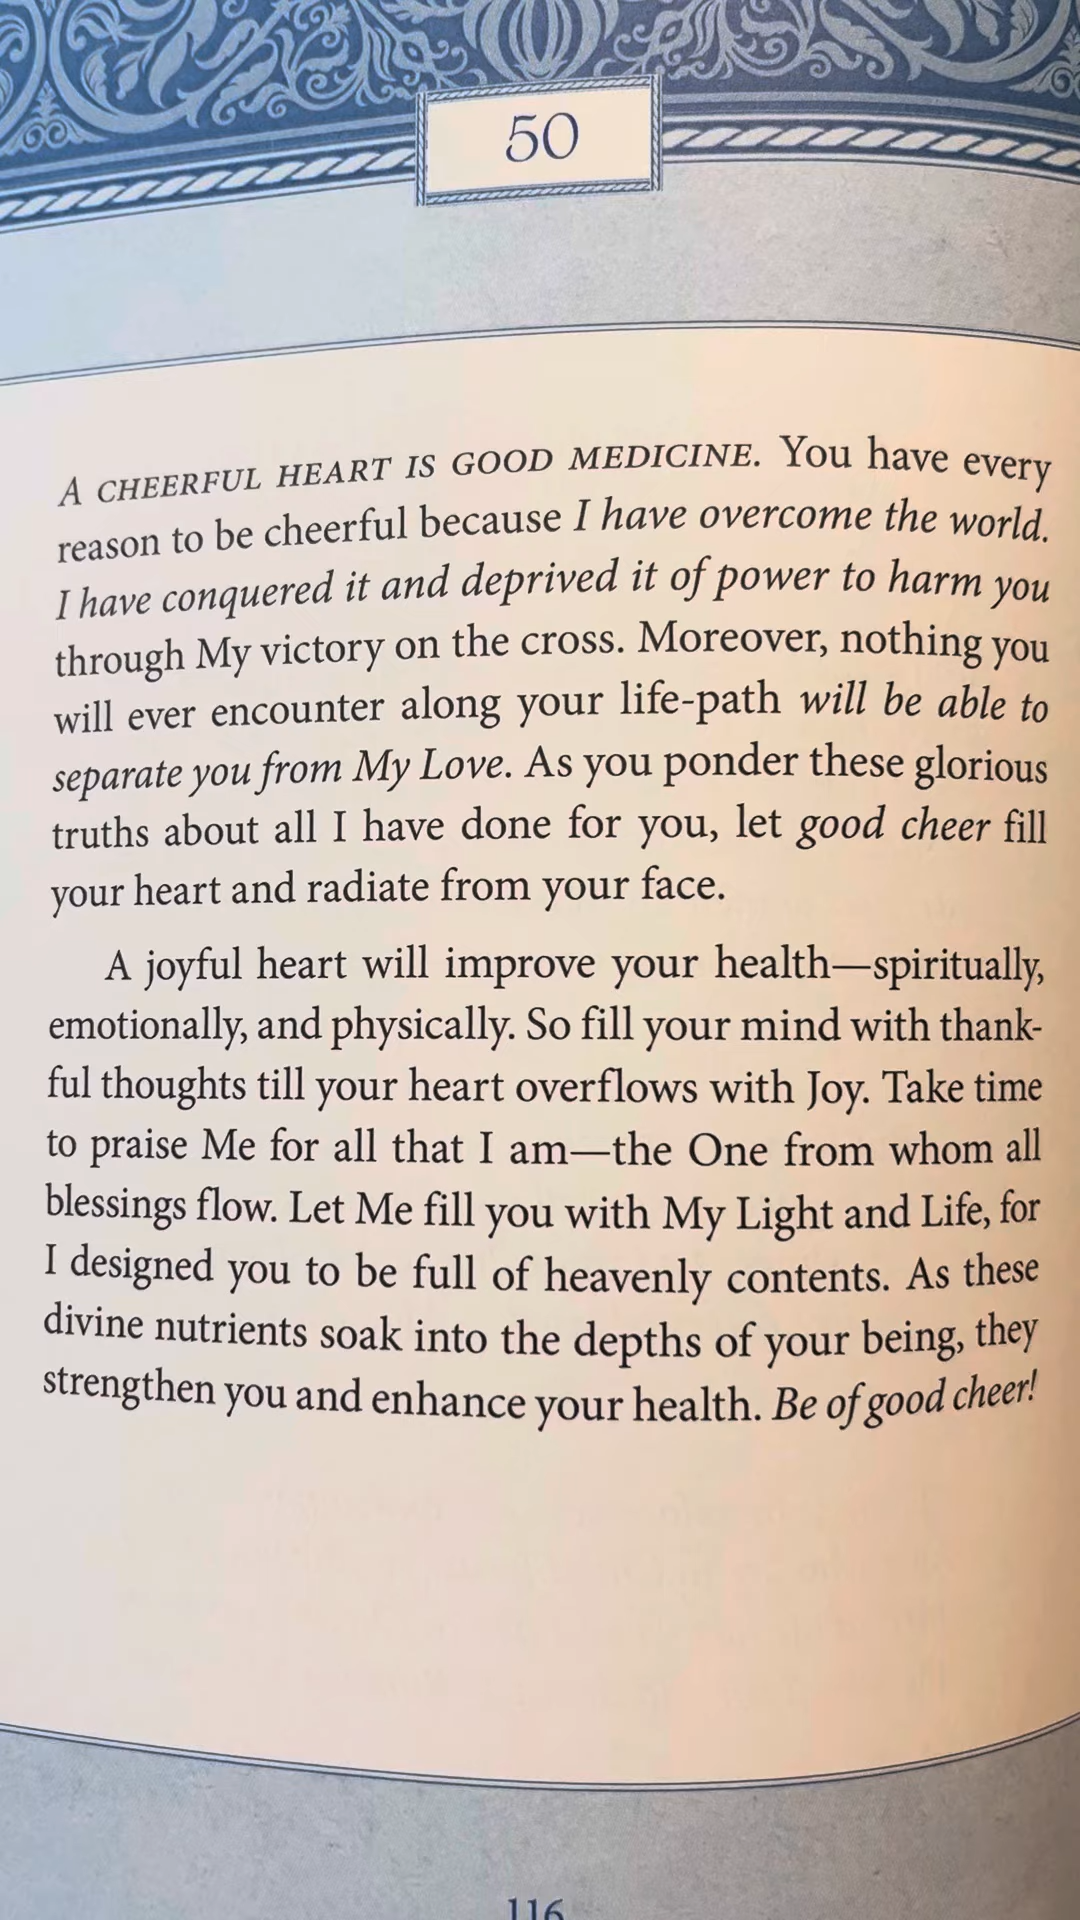 50
A CHEERFUL HEART IS GOOD MEDICINE. You have every
reason to be cheerful because I have overcome the world.
I have conquered it and deprived it of power to harm you
through My victory on the cross. Moreover, nothing you
will ever encounter along your life-path will be able to
separate you from My Love. As you ponder these glorious
truths about all I have done for you, let good cheer fill
your heart and radiate from your face.
A joyful heart will improve your health—spiritually,
emotionally, and physically. So fill your mind with thank-
ful thoughts till your heart overflows with Joy. Take time
to praise Me for all that I am—the One from whom all
blessings flow. Let Me fill you with My Light and Life, for
I designed you to be full of heavenly contents. As these
divine nutrients soak into the depths of your being, they
strengthen you and enhance your health. Be of good cheer!
116